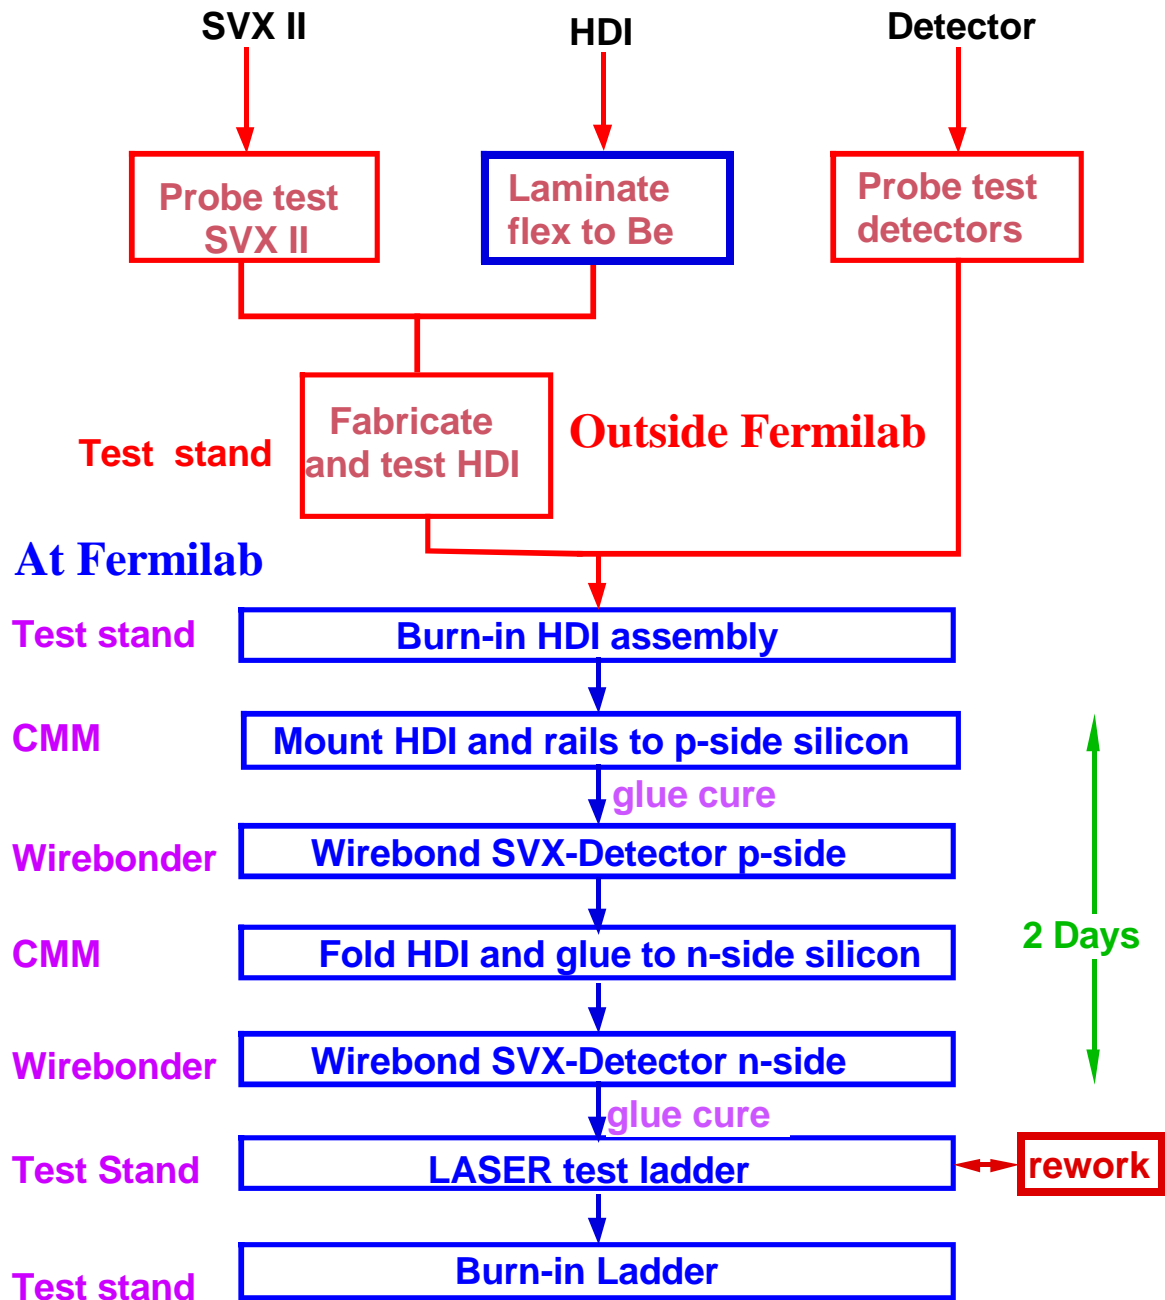 SVX II
HDI
Detector
Probe test
SVX II
Laminate
flex to Be
Probe test
detectors
Test stand
Fabricate
and test HDI
Outside Fermilab
At Fermilab
Test stand
Burn-in HDI assembly
CMM
Mount HDI and rails to p-side silicon
glue cure
Wirebonder
Wirebond SVX-Detector p-side
2 Days
CMM
Fold HDI and glue to n-side silicon
Wirebonder
Wirebond SVX-Detector n-side
glue cure
Test Stand
LASER test ladder
rework
Test stand
Burn-in Ladder